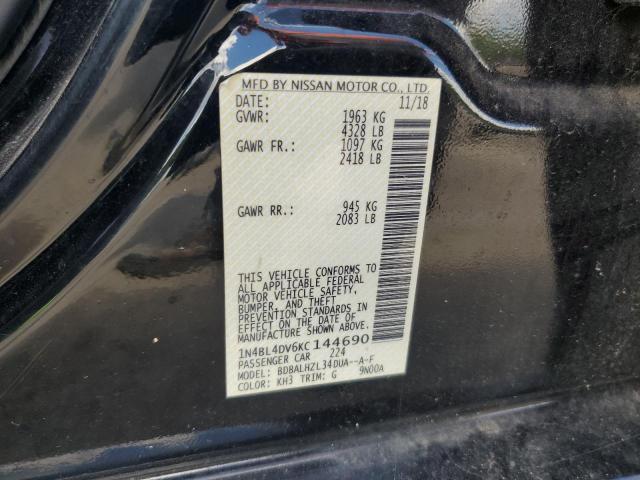 MFD BY NISSAN MOTOR CO., LTD.
DATE: 11/18
GVWR: 1963 KG
4328 LB
GAWR FR.: 1097 KG
2418 LB
GAWR RR.: 945 KG
2083 LB
THIS VEHICLE CONFORMS TO
ALL APPLICABLE FEDERAL
MOTOR VEHICLE SAFETY,
BUMPER, AND THEFT
PREVENTION STANDARDS IN
EFFECT ON THE DATE OF
MANUFACTURE SHOWN ABOVE.
1N4BL4DV6KC144690
PASSENGER CAR 224
MODEL: BDBALHZL34DUA--A-F
COLOR: KH3 TRIM: G 9N00A